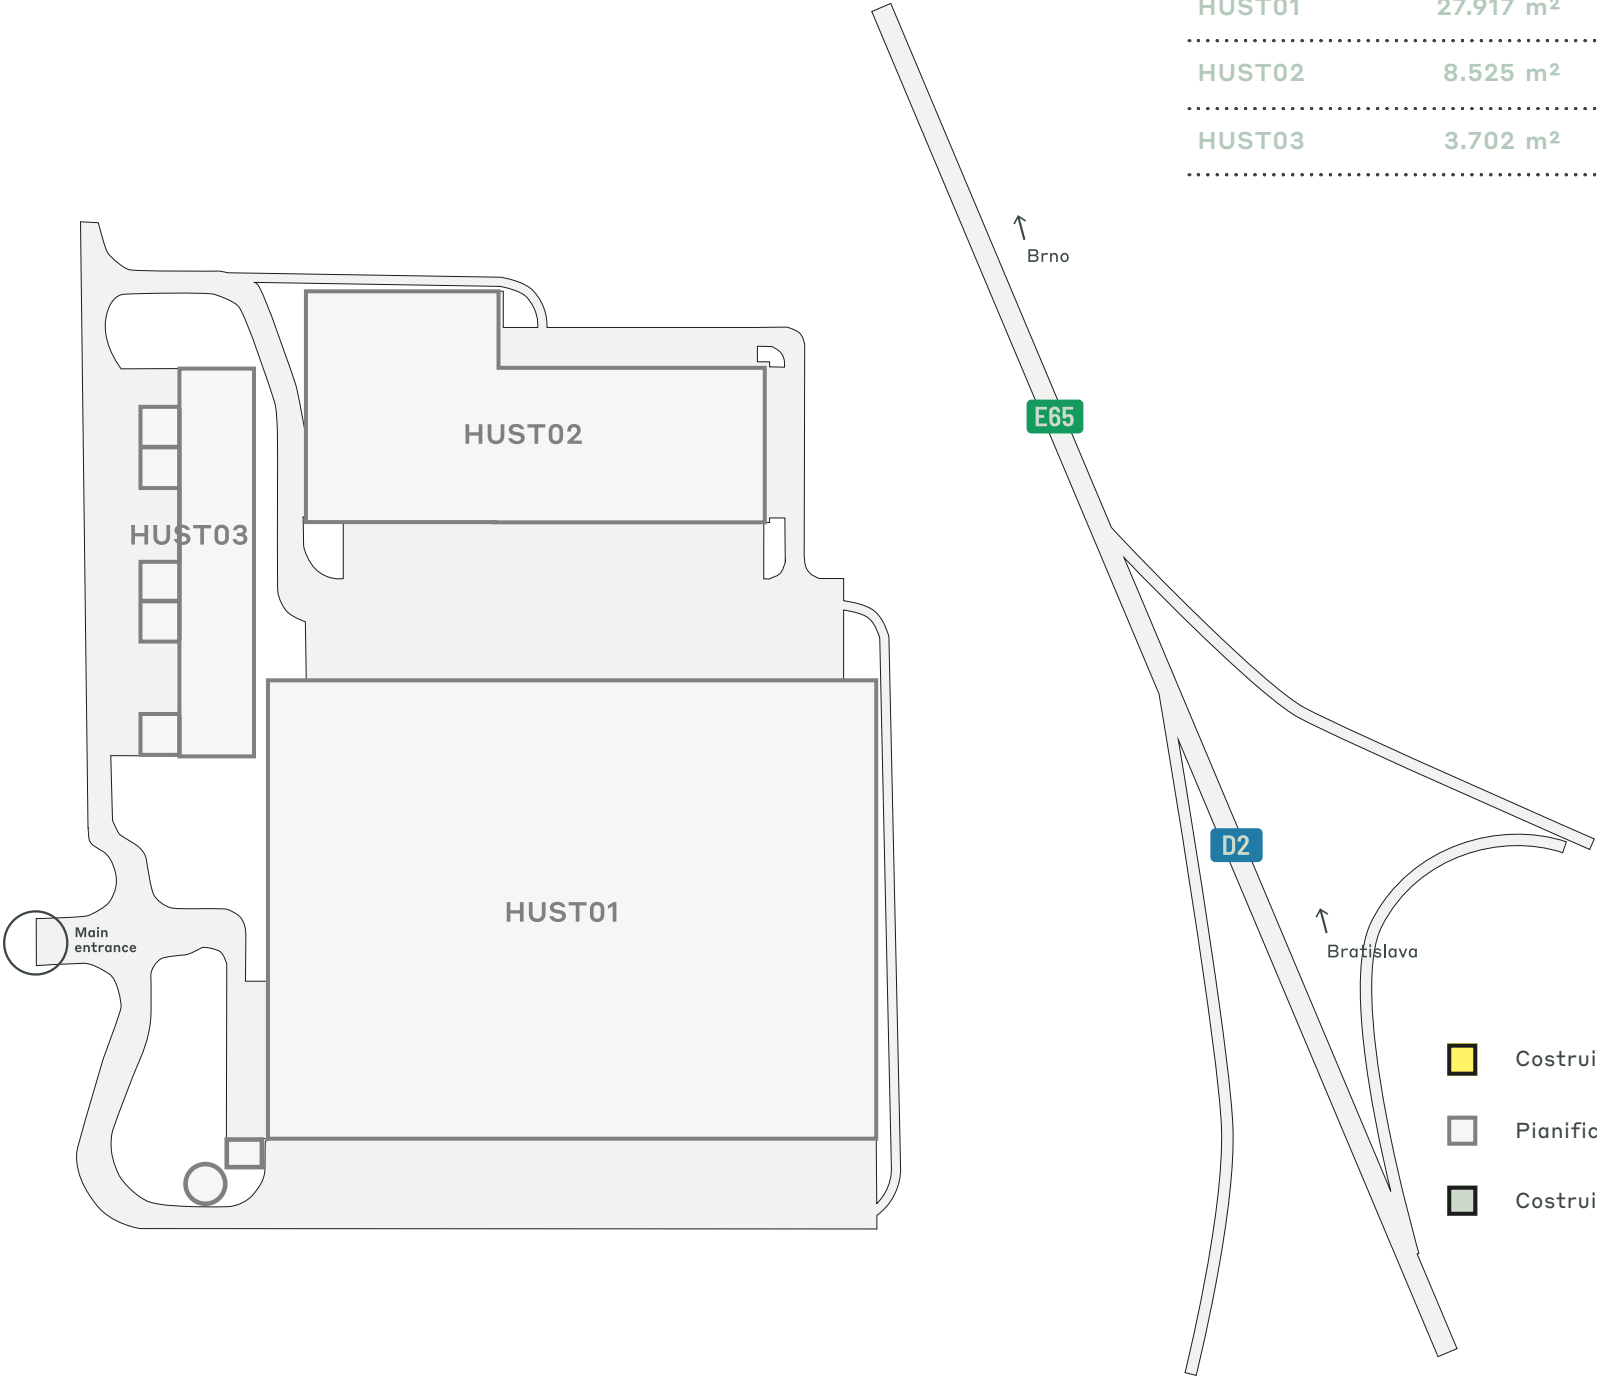 HUST01 27.917 m²
HUST02 8.525 m²
HUST03 3.702 m²
Brno
E65
HUST02
HUST03
D2
HUST01
Main
entrance
Bratislava
Costrui
Pianific
Costrui